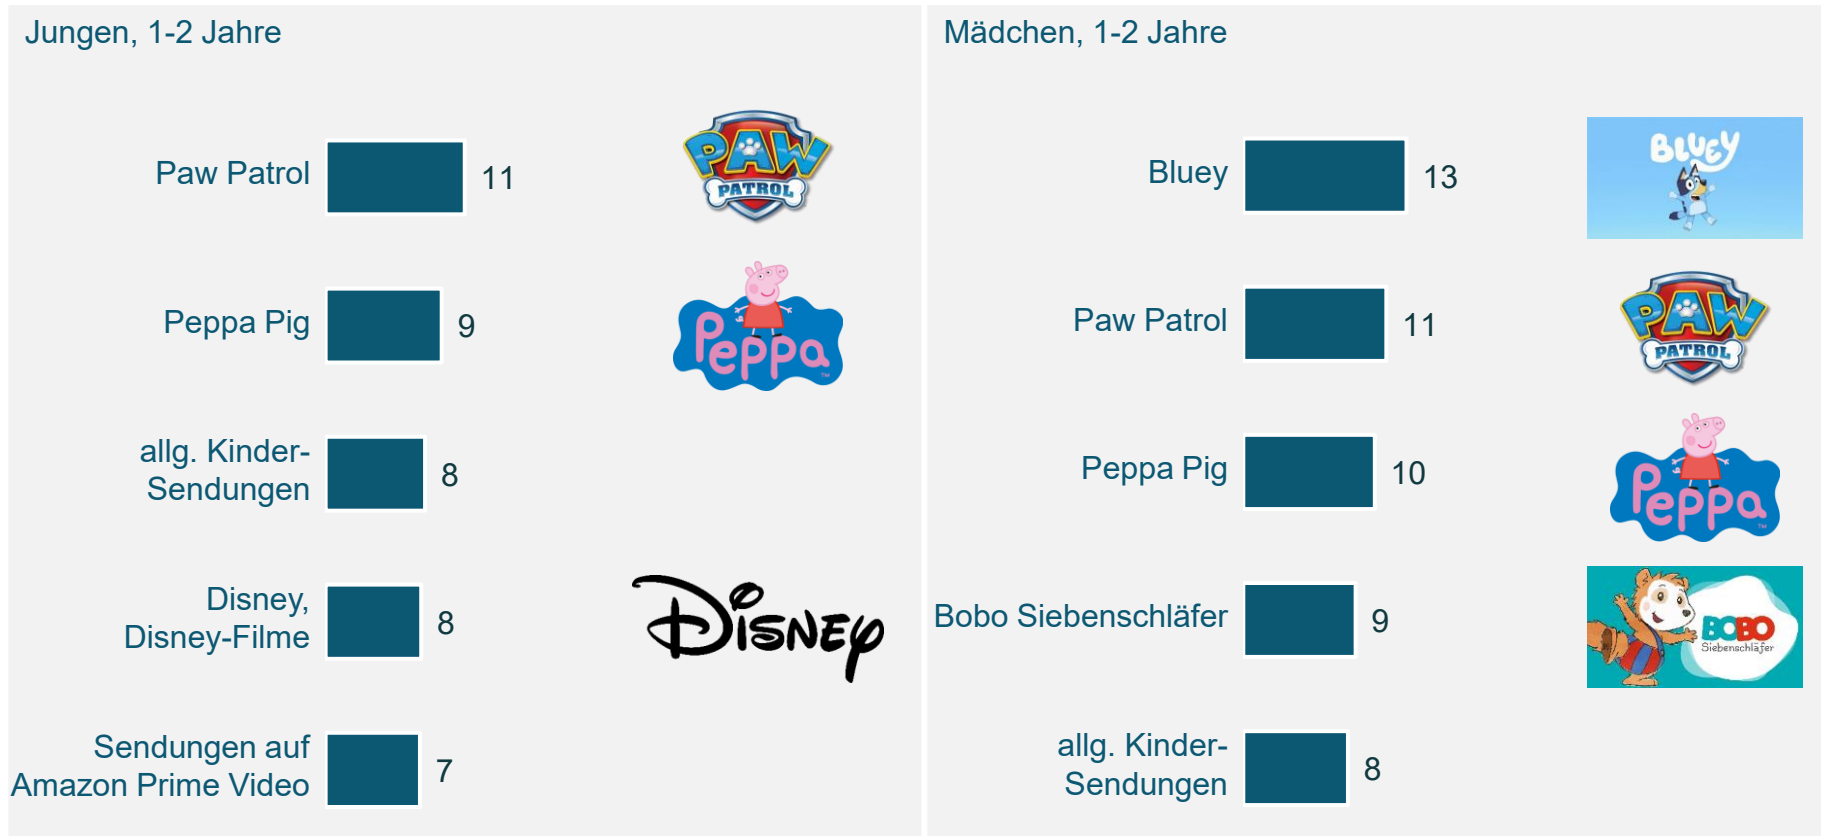 Jungen, 1-2 Jahre
Paw Patrol
11
PAW
PATROL
Peppa Pig
9
Peppa
TM
allg. Kinder-
Sendungen
8
Disney,
Disney-Filme
8
Disney
Sendungen auf
Amazon Prime Video
7
Mädchen, 1-2 Jahre
Bluey
13
BLUEY
Paw Patrol
11
PAW
PATROL
Peppa Pig
10
Peppa
TM
Bobo Siebenschläfer
9
BOBO
Siebenschläfer
allg. Kinder-
Sendungen
8